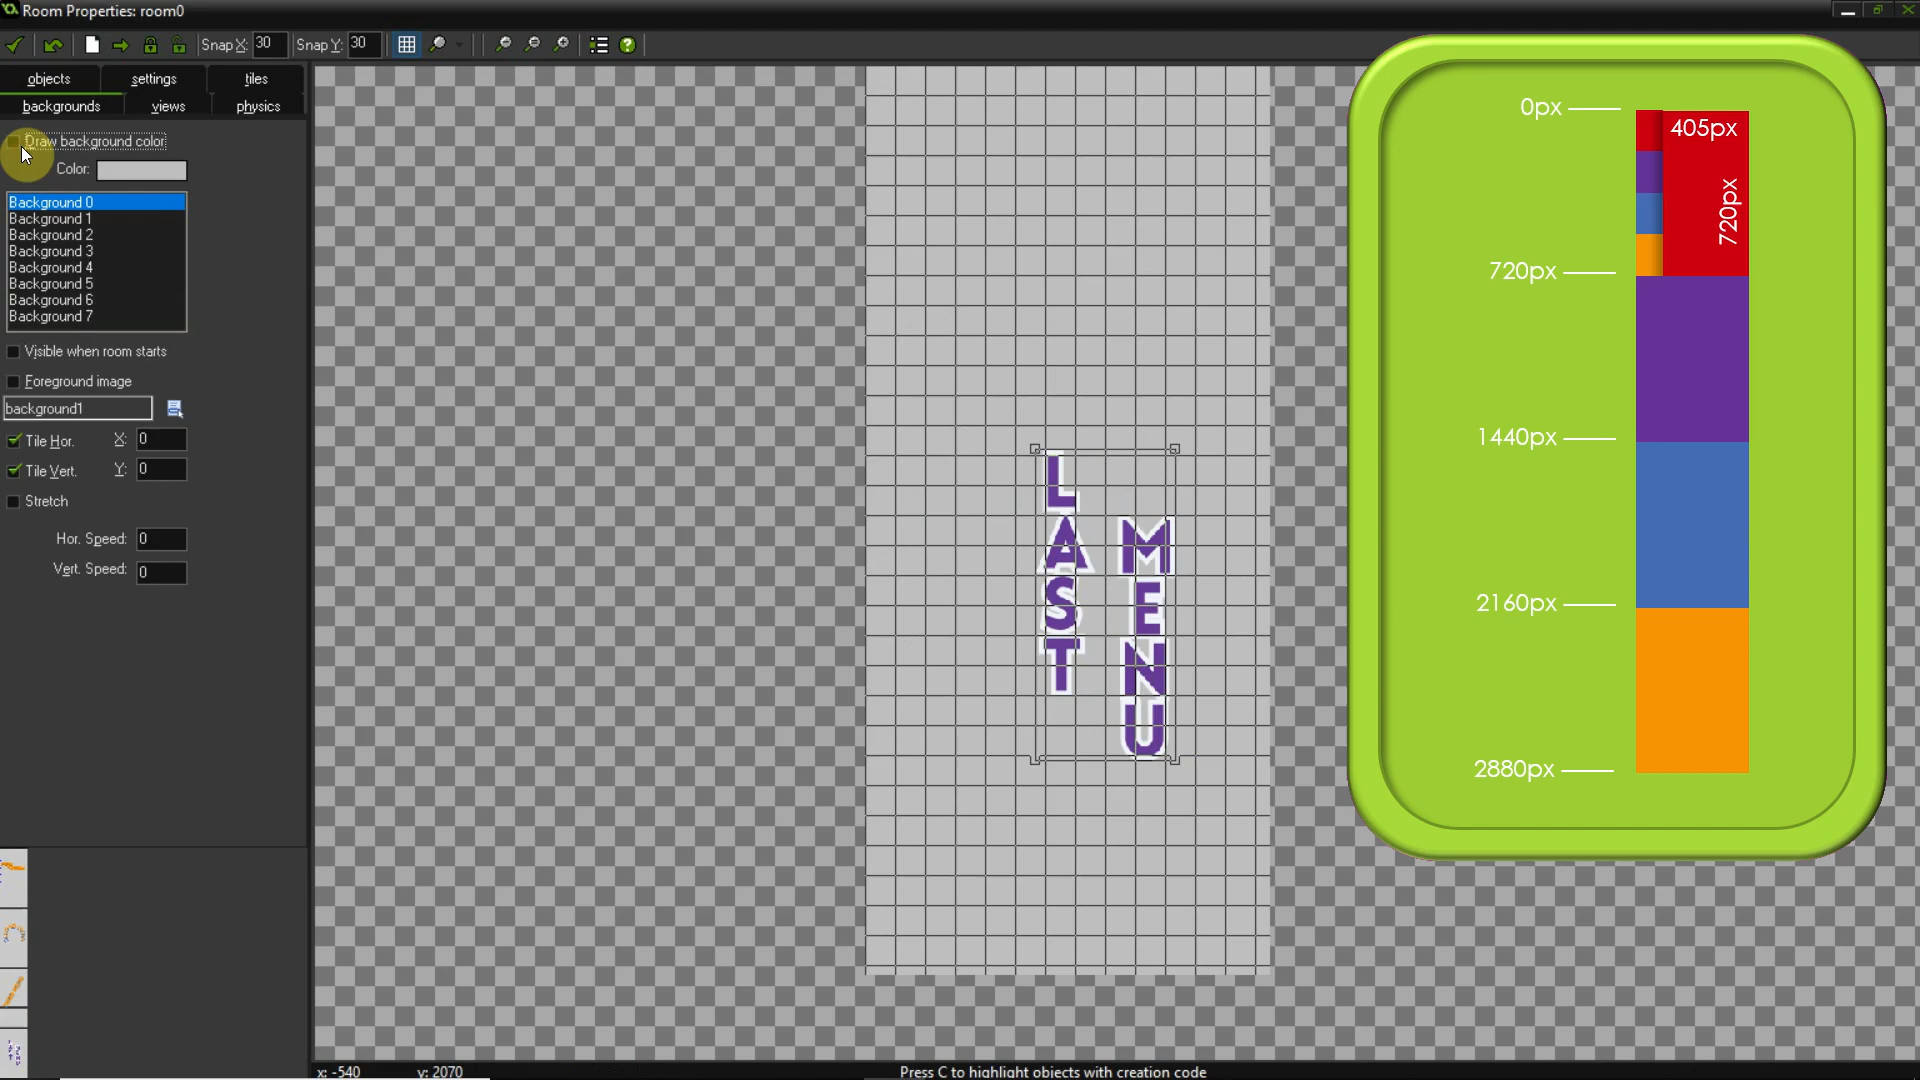 Room Properties: room0
Snap X: 30 Snap Y: 30
objects settings tiles
backgrounds views physics
Draw background color
Color:
Background 0
Background 1
Background 2
Background 3
Background 4
Background 5
Background 6
Background 7
Visible when room starts
Foreground image
background1
Tile Hor. X: 0
Tile Vert. Y: 0
Stretch
Hor. Speed: 0
Vert. Speed: 0
LAST
MENU
0px
405px
720px
720px
1440px
2160px
2880px
x: -540 y: 2070 Press C to highlight objects with creation code